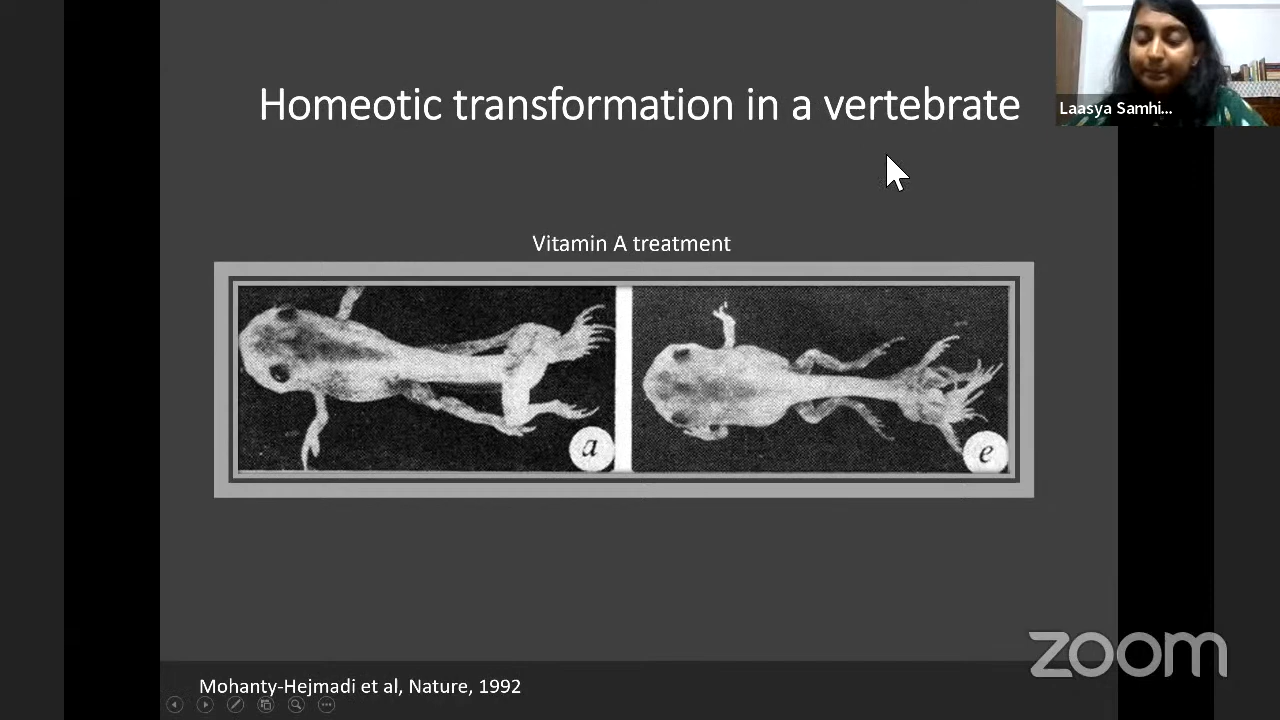 Homeotic transformation in a vertebrate
Laasya Samhi...
Vitamin A treatment
a
e
zoom
Mohanty-Hejmadi et al, Nature, 1992